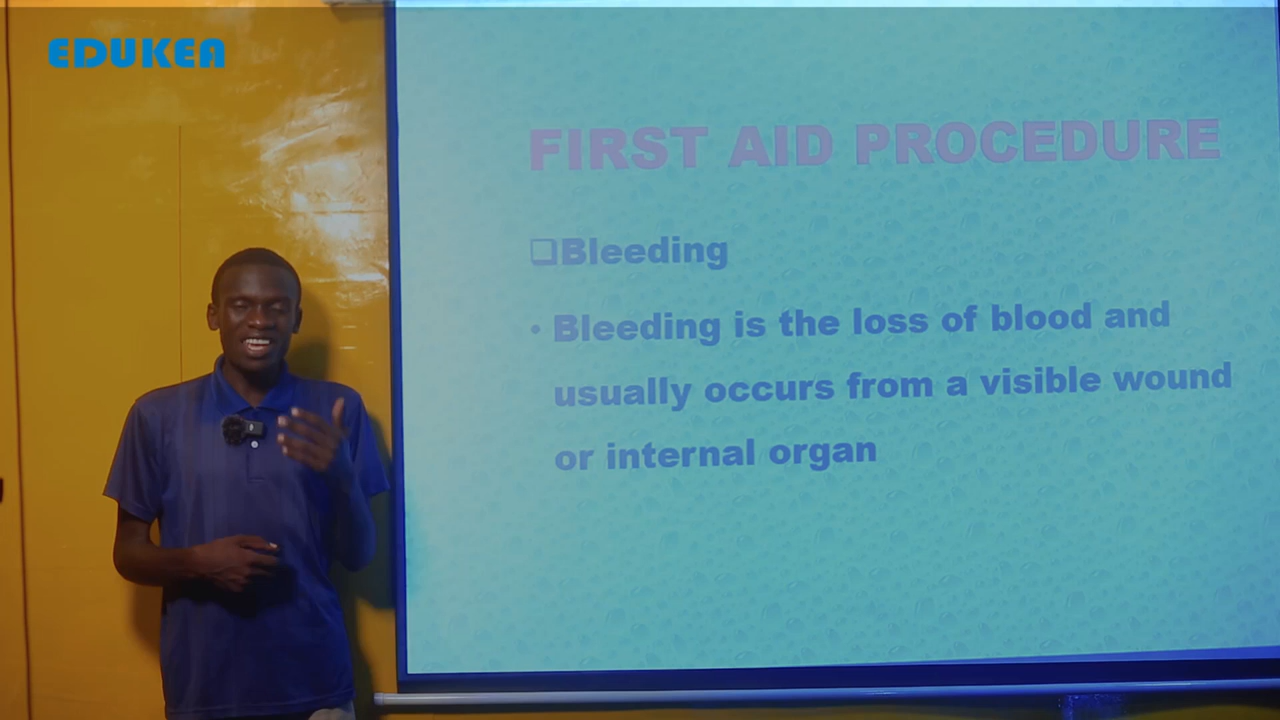 EDUKEA
FIRST AID PROCEDURE
❑Bleeding
• Bleeding is the loss of blood and
usually occurs from a visible wound
or internal organ